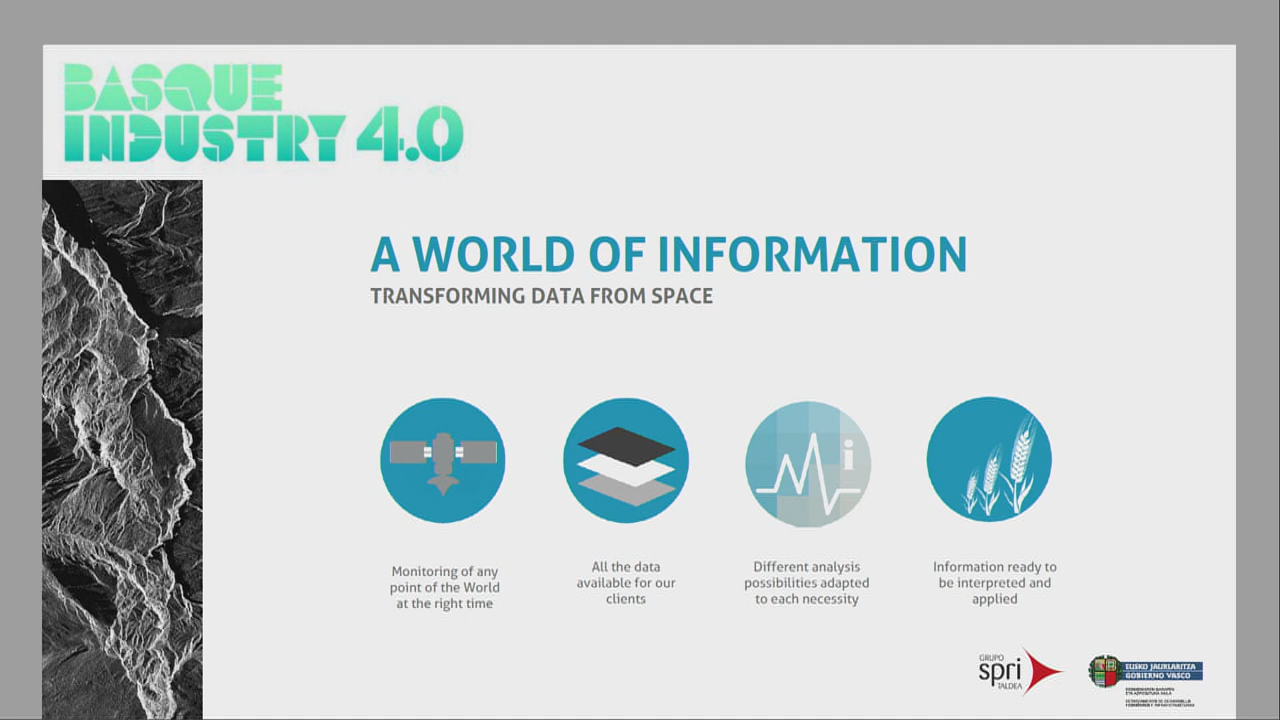 BASQUE
INDUSTRY 4.0
A WORLD OF INFORMATION
TRANSFORMING DATA FROM SPACE
i
Monitoring of any
point of the World
at the right time
All the data
available for our
clients
Different analysis
possibilities adapted
to each necessity
Information ready to
be interpreted and
applied
GRUPO
spri
TALDEA
EUSKO JAURLARITZA
GOBIERNO VASCO